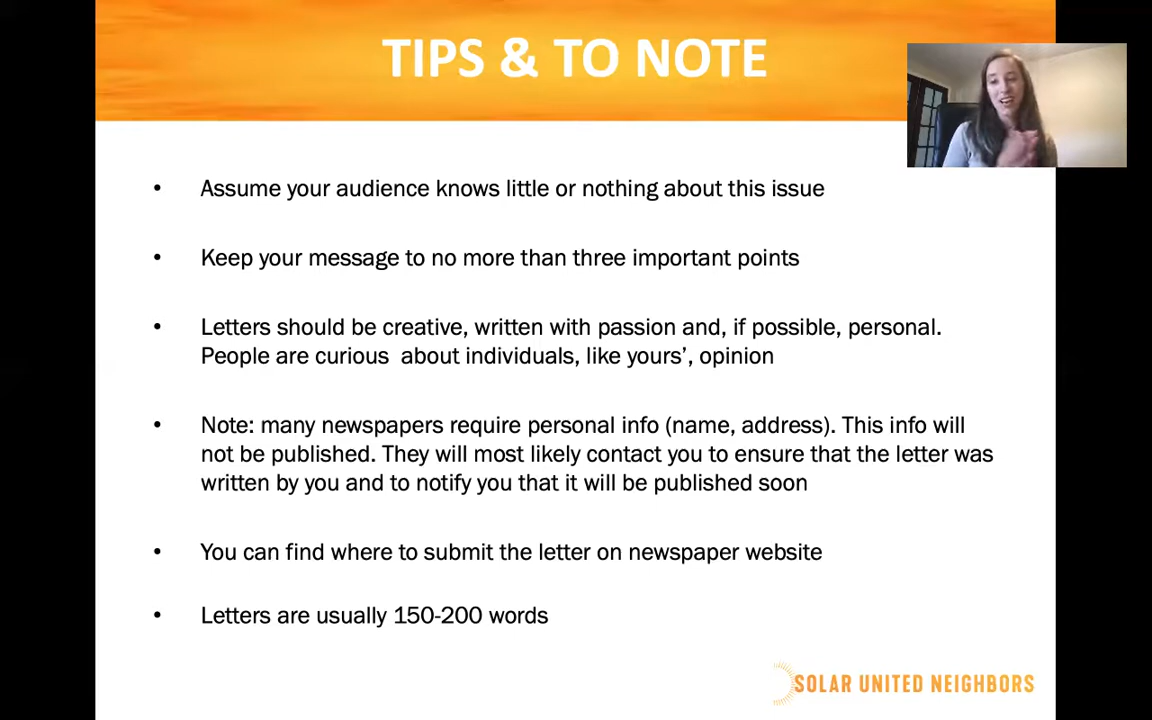 TIPS & TO NOTE
• Assume your audience knows little or nothing about this issue
• Keep your message to no more than three important points
• Letters should be creative, written with passion and, if possible, personal.
People are curious  about individuals, like yours’, opinion
• Note: many newspapers require personal info (name, address). This info will
not be published. They will most likely contact you to ensure that the letter was
written by you and to notify you that it will be published soon
• You can find where to submit the letter on newspaper website
• Letters are usually 150-200 words
SOLAR UNITED NEIGHBORS